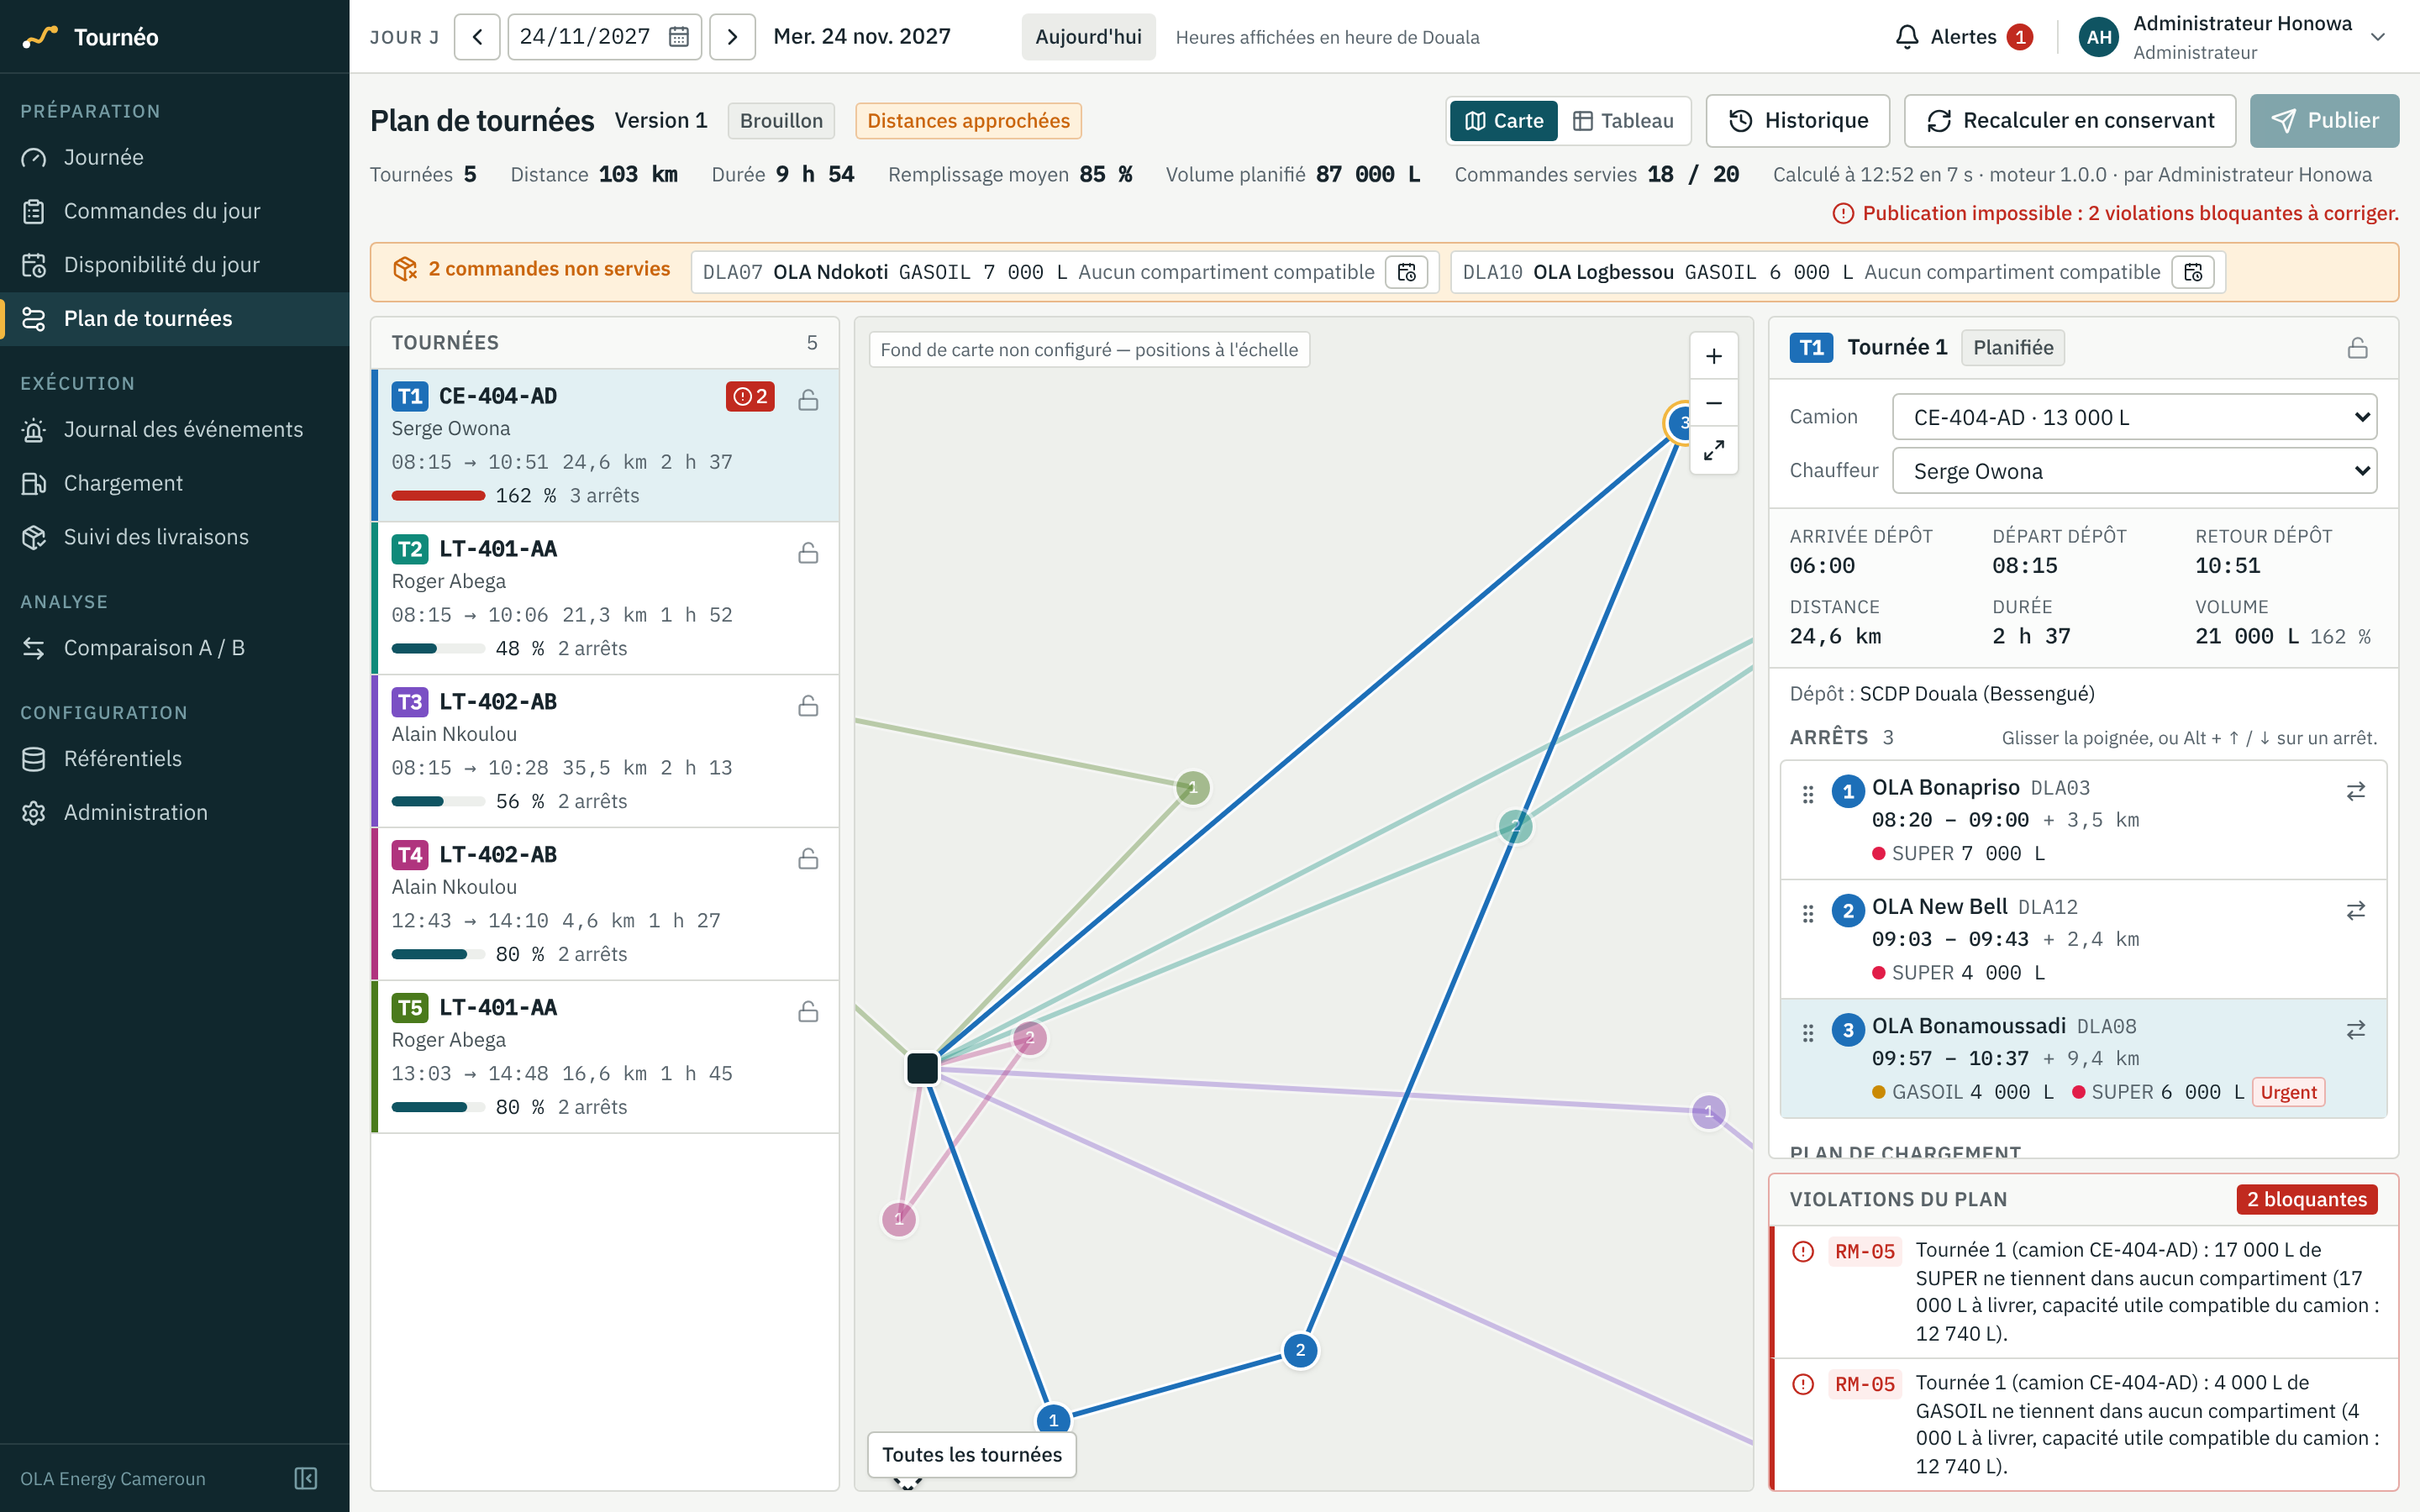 Tournéo
PRÉPARATION
Journée
Commandes du jour
Disponibilité du jour
Plan de tournées
EXÉCUTION
Journal des événements
Chargement
Suivi des livraisons
ANALYSE
Comparaison A / B
CONFIGURATION
Référentiels
Administration
OLA Energy Cameroun
JOUR J
24/11/2027
Mer. 24 nov. 2027
Aujourd'hui
Heures affichées en heure de Douala
Alertes 1
AH
Administrateur Honowa
Administrateur
Plan de tournées Version 1 Brouillon Distances approchées
Carte
Tableau
Historique
Recalculer en conservant
Publier
Tournées 5 Distance 103 km Durée 9 h 54 Remplissage moyen 85 % Volume planifié 87 000 L Commandes servies 18 / 20 Calculé à 12:52 en 7 s · moteur 1.0.0 · par Administrateur Honowa
Publication impossible : 2 violations bloquantes à corriger.
2 commandes non servies
DLA07 OLA Ndokoti GASOIL 7 000 L Aucun compartiment compatible
DLA10 OLA Logbessou GASOIL 6 000 L Aucun compartiment compatible
TOURNÉES 5
T1 CE-404-AD 2
Serge Owona
08:15 → 10:51 24,6 km 2 h 37
162 % 3 arrêts
T2 LT-401-AA
Roger Abega
08:15 → 10:06 21,3 km 1 h 52
48 % 2 arrêts
T3 LT-402-AB
Alain Nkoulou
08:15 → 10:28 35,5 km 2 h 13
56 % 2 arrêts
T4 LT-402-AB
Alain Nkoulou
12:43 → 14:10 4,6 km 1 h 27
80 % 2 arrêts
T5 LT-401-AA
Roger Abega
13:03 → 14:48 16,6 km 1 h 45
80 % 2 arrêts
Fond de carte non configuré — positions à l'échelle
+
−
3
1
2
2
1
1
2
1
Toutes les tournées
T1 Tournée 1 Planifiée
Camion CE-404-AD · 13 000 L
Chauffeur Serge Owona
ARRIVÉE DÉPÔT DÉPART DÉPÔT RETOUR DÉPÔT
06:00 08:15 10:51
DISTANCE DURÉE VOLUME
24,6 km 2 h 37 21 000 L 162 %
Dépôt : SCDP Douala (Bessengué)
ARRÊTS 3 Glisser la poignée, ou Alt + ↑ / ↓ sur un arrêt.
1 OLA Bonapriso DLA03
08:20 – 09:00 + 3,5 km
SUPER 7 000 L
2 OLA New Bell DLA12
09:03 – 09:43 + 2,4 km
SUPER 4 000 L
3 OLA Bonamoussadi DLA08
09:57 – 10:37 + 9,4 km
GASOIL 4 000 L SUPER 6 000 L Urgent
PLAN DE CHARGEMENT
VIOLATIONS DU PLAN 2 bloquantes
RM-05 Tournée 1 (camion CE-404-AD) : 17 000 L de
SUPER ne tiennent dans aucun compartiment (17
000 L à livrer, capacité utile compatible du camion :
12 740 L).
RM-05 Tournée 1 (camion CE-404-AD) : 4 000 L de
GASOIL ne tiennent dans aucun compartiment (4
000 L à livrer, capacité utile compatible du camion :
12 740 L).